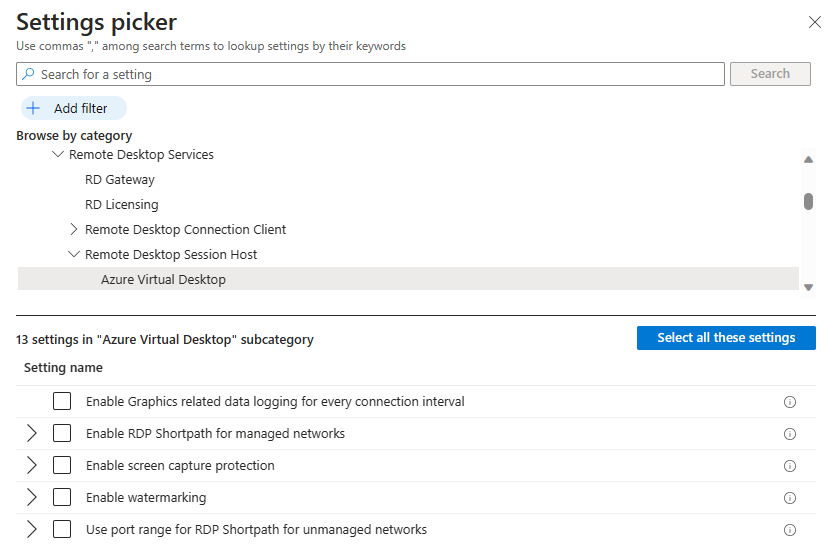 Settings picker
Use commas "," among search terms to lookup settings by their keywords
Search for a setting
Search
Add filter
Browse by category
Remote Desktop Services
RD Gateway
RD Licensing
Remote Desktop Connection Client
Remote Desktop Session Host
Azure Virtual Desktop
13 settings in "Azure Virtual Desktop" subcategory
Select all these settings
Setting name
Enable Graphics related data logging for every connection interval
Enable RDP Shortpath for managed networks
Enable screen capture protection
Enable watermarking
Use port range for RDP Shortpath for unmanaged networks